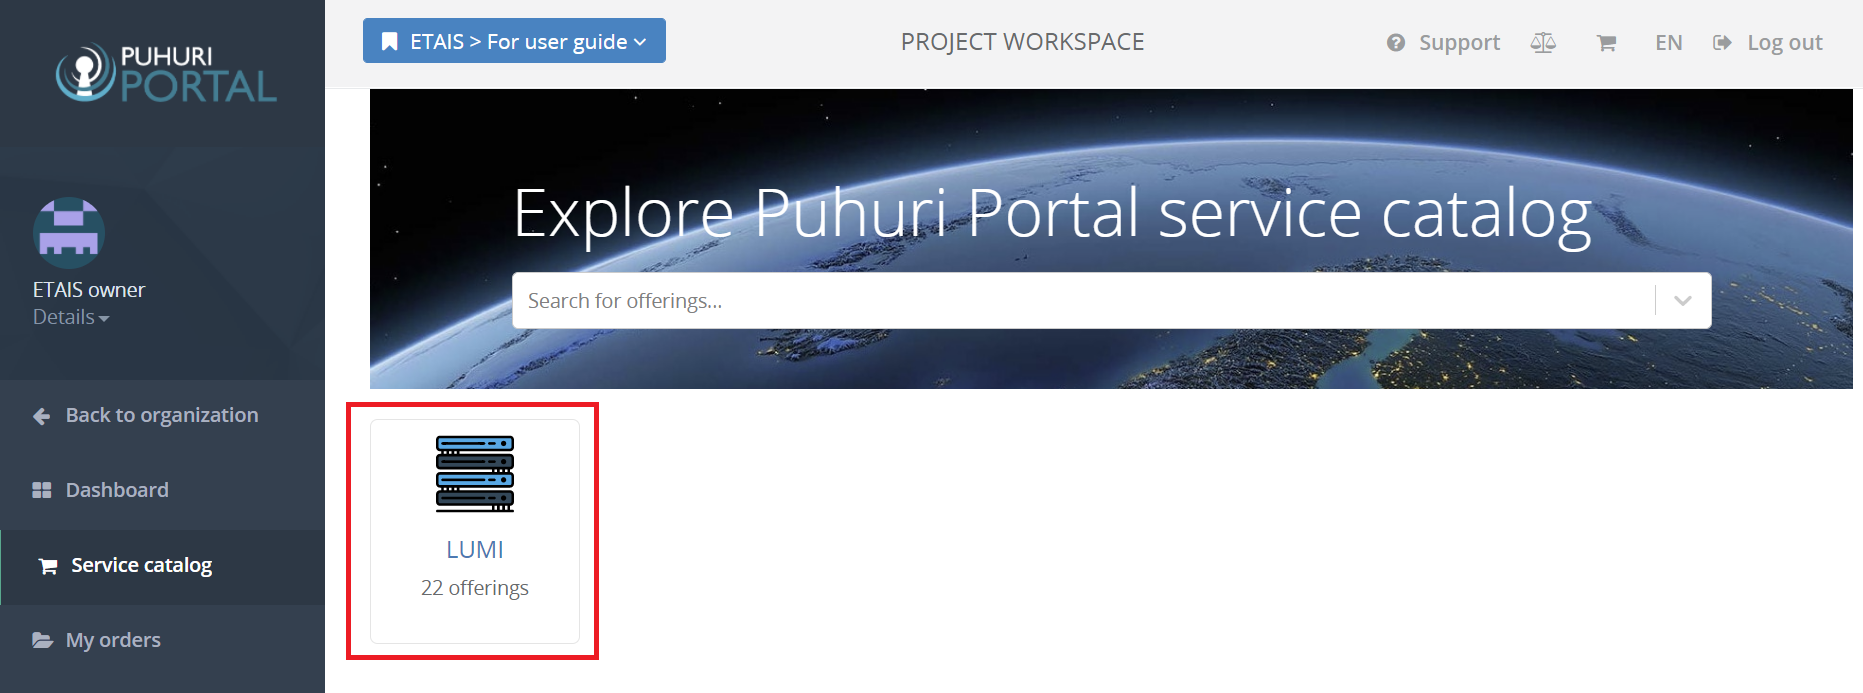 PUHURI
PORTAL
ETAIS > For user guide
PROJECT WORKSPACE
Support
EN
Log out
ETAIS owner
Details
Back to organization
Dashboard
Service catalog
My orders
Explore Puhuri Portal service catalog
Search for offerings...
LUMI
22 offerings